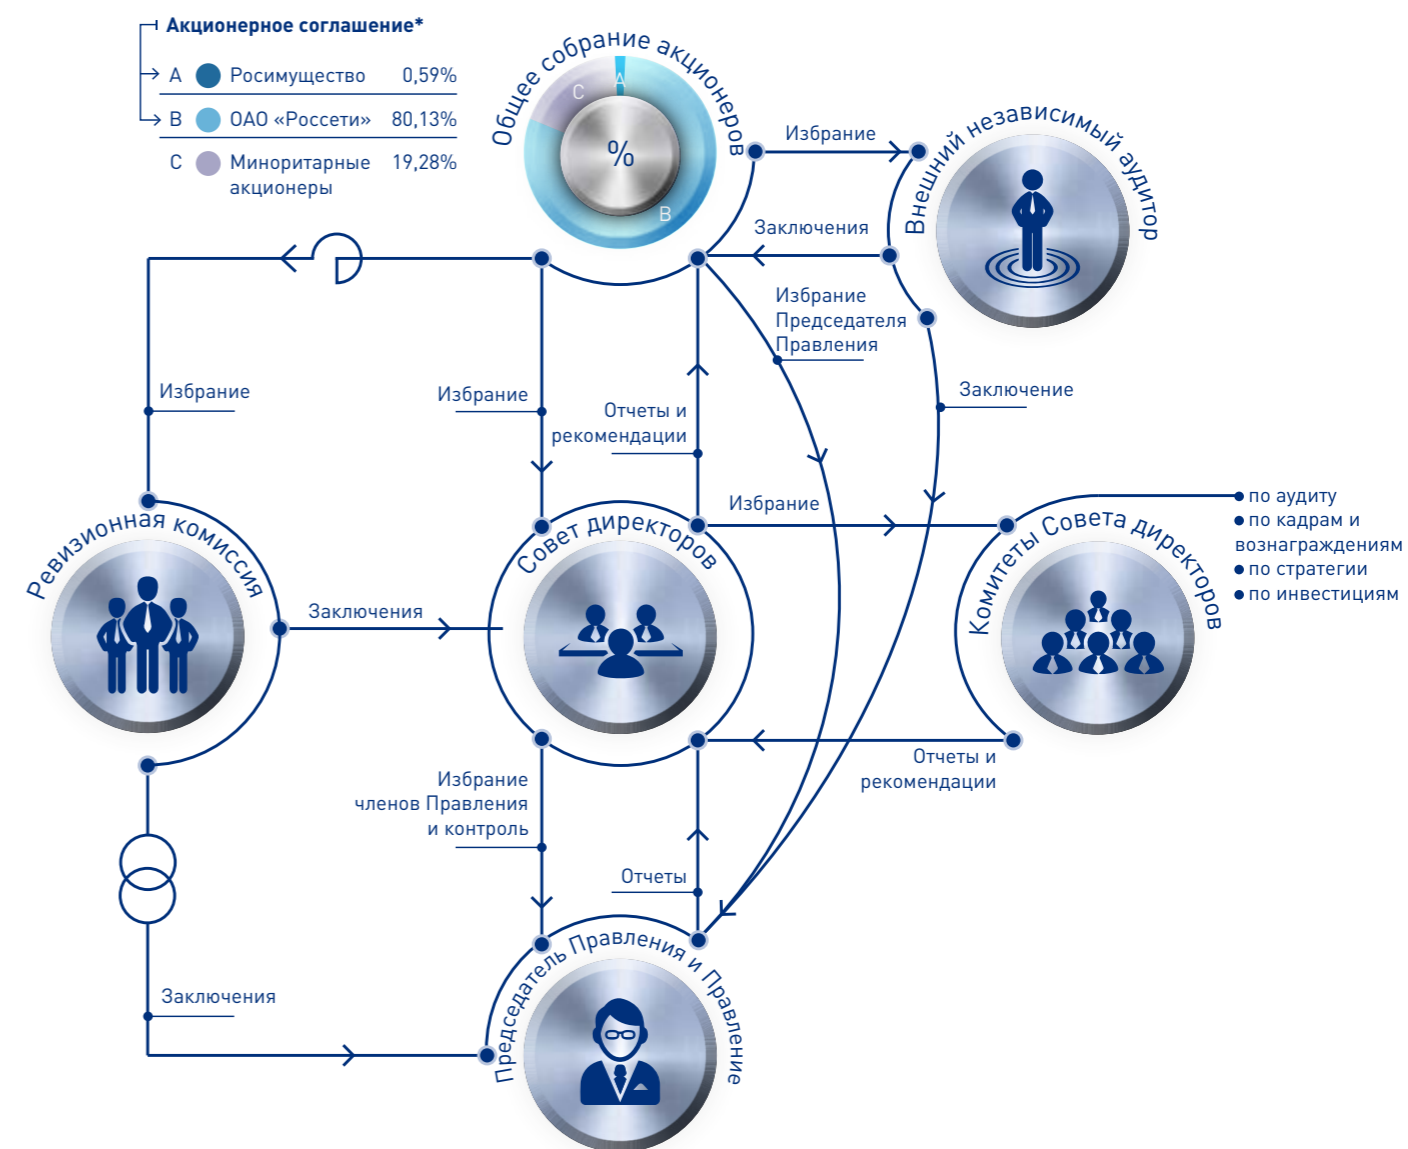 Акционерное соглашение*
A Росимущество 0,59%
B ОАО «Россети» 80,13%
C Миноритарные 19,28%
акционеры
Общее собрание акционеров
A
C
%
B
Избрание
Внешний независимый аудитор
Заключения
Избрание
Председателя
Правления
Избрание
Избрание
Отчеты и
рекомендации
Заключение
Избрание
по аудиту
по кадрам и
вознаграждениям
по стратегии
по инвестициям
Ревизионная комиссия
Совет директоров
Комитеты Совета директоров
Заключения
Отчеты и
рекомендации
Избрание
членов Правления
и контроль
Отчеты
Председатель Правления и Правление
Заключения